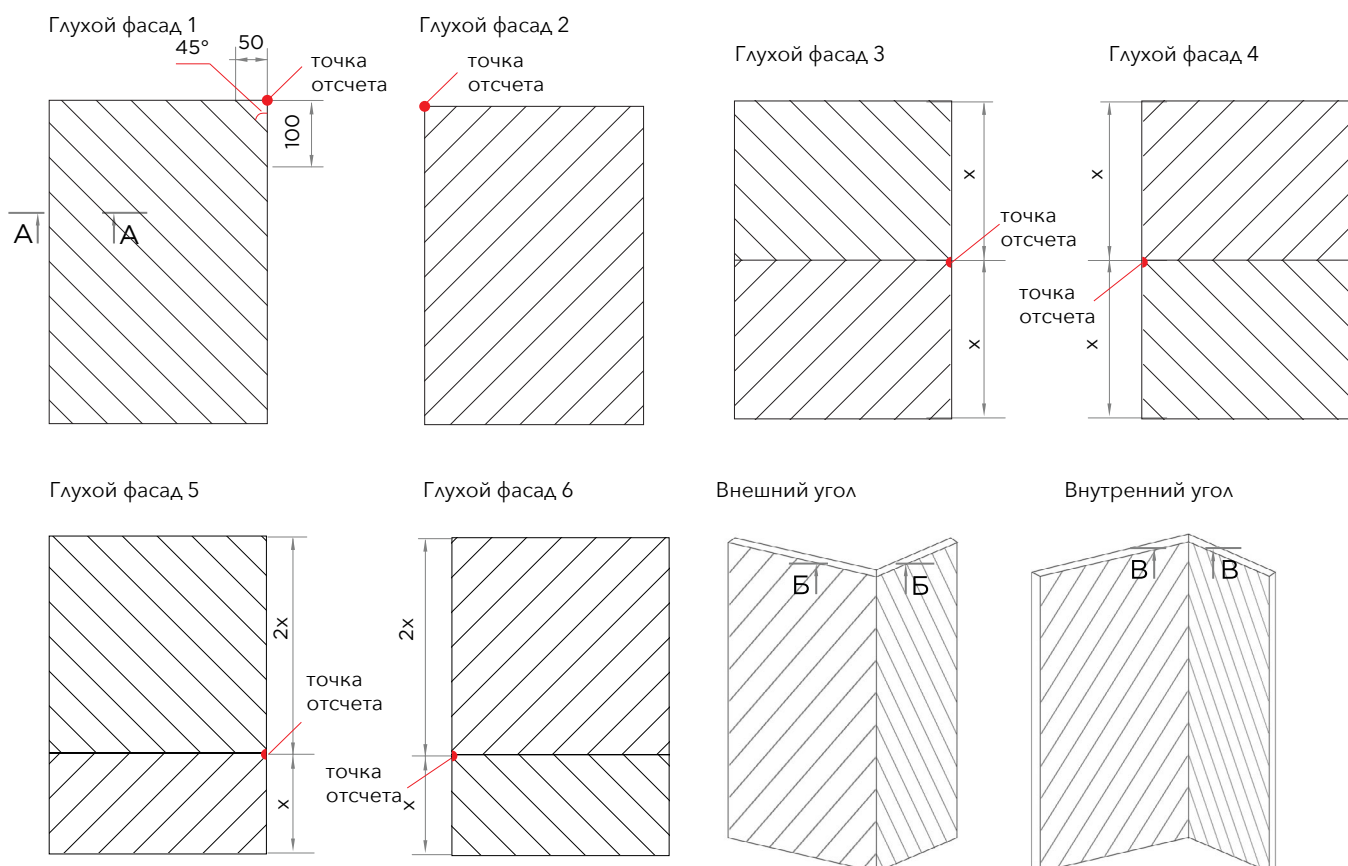 Глухой фасад 1
45°
50
точка
отсчета
100
А
А
Глухой фасад 2
точка
отсчета
Глухой фасад 3
х
х
точка
отсчета
Глухой фасад 4
х
х
точка
отсчета
Глухой фасад 5
2х
х
точка
отсчета
Глухой фасад 6
2х
х
точка
отсчета
Внешний угол
Б
Б
Внутренний угол
В
В